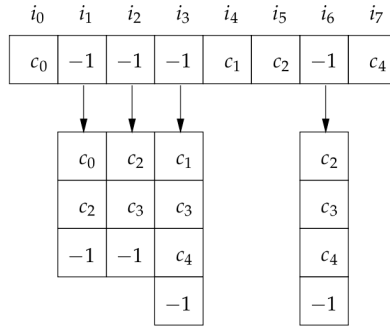 i₀ i₁ i₂ i₃ i₄ i₅ i₆ i₇
c₀ −1 −1 −1 c₁ c₂ −1 c₄
c₀ c₂ c₁ c₂
c₂ c₃ c₃ c₃
−1 −1 c₄ c₄
−1 −1